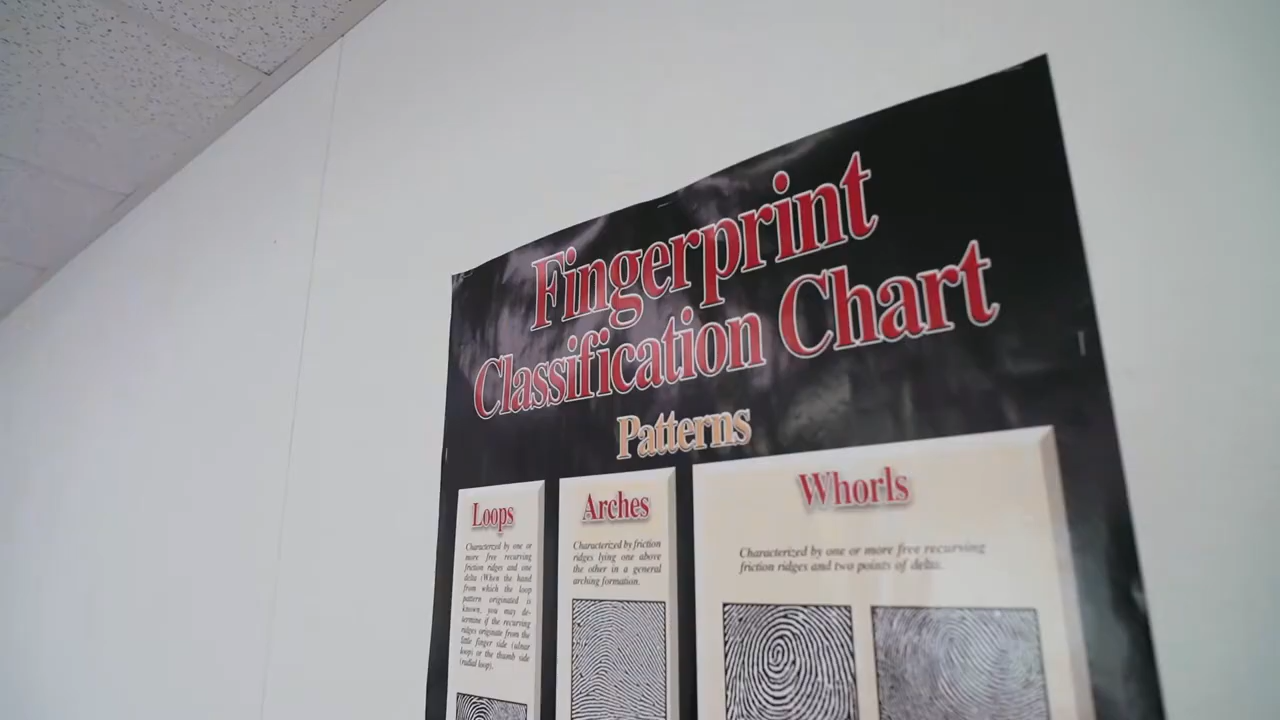 Fingerprint
Classification Chart
Patterns
Loops
Characterized by one or
more free recurving
friction ridges and one
delta (When the hand
from which the loop
pattern originated is
known, you may de-
termine if the recurving
ridges originate from the
little finger side (ulnar
loop) or the thumb side
(radial loop).
Arches
Characterized by friction
ridges lying one above
the other in a general
arching formation.
Whorls
Characterized by one or more free recurving
friction ridges and two points of delta.